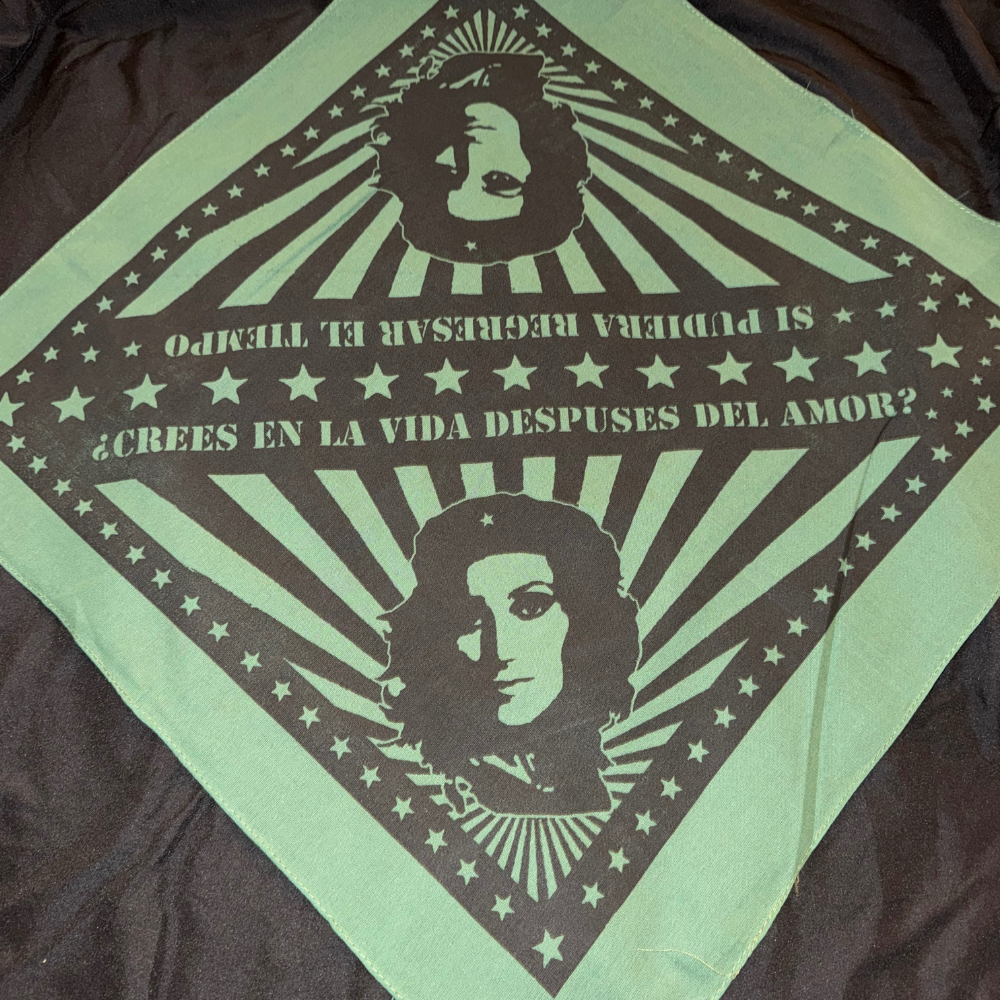 SI PUDIERA REGRESAR EL TIEMPO
¿CREES EN LA VIDA DESPUSES DEL AMOR?